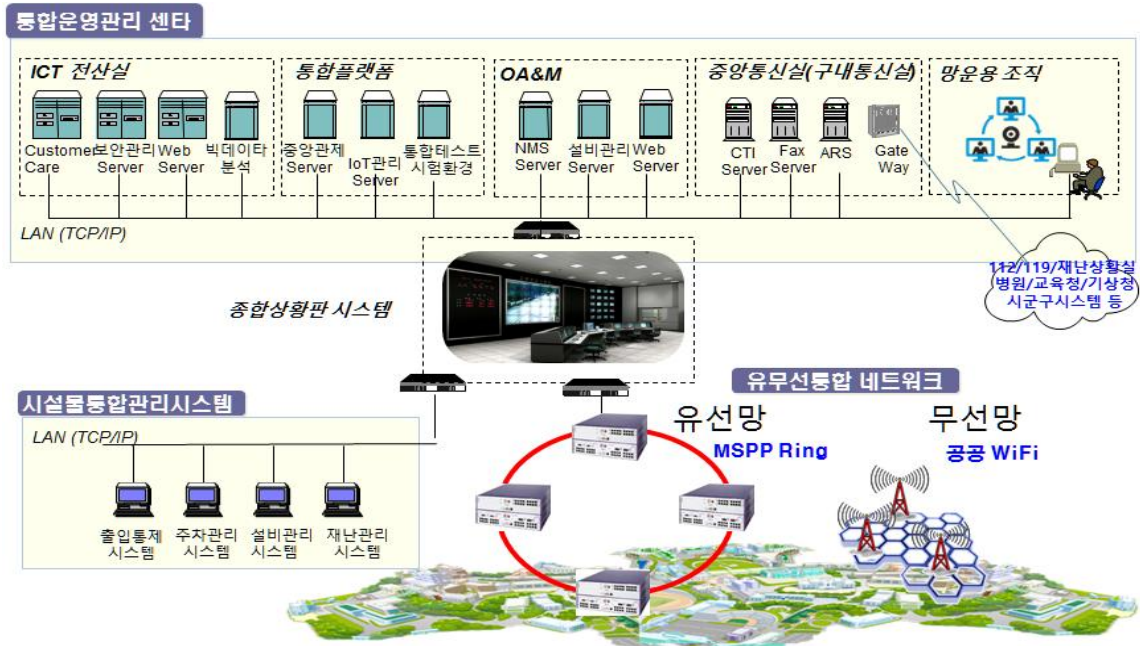 통합운영관리 센타
ICT 전산실
통합플랫폼
OA&M
중앙통신실(구내통신실)
망운용 조직
Customer
Care
보안관리
Server
Web
Server
빅데이타
분석
중앙관제
Server
IoT관리
Server
통합테스트
시험환경
NMS
Server
설비관리
Server
Web
Server
CTI
Server
Fax
Server
ARS
Gate
Way
LAN (TCP/IP)
112/119/재난상황실
병원/교육청/기상청
시군구시스템 등
종합상황판 시스템
유무선통합 네트워크
시설물통합관리시스템
유선망
무선망
LAN (TCP/IP)
MSPP Ring
공공 WiFi
출입통제
시스템
주차관리
시스템
설비관리
시스템
재난관리
시스템